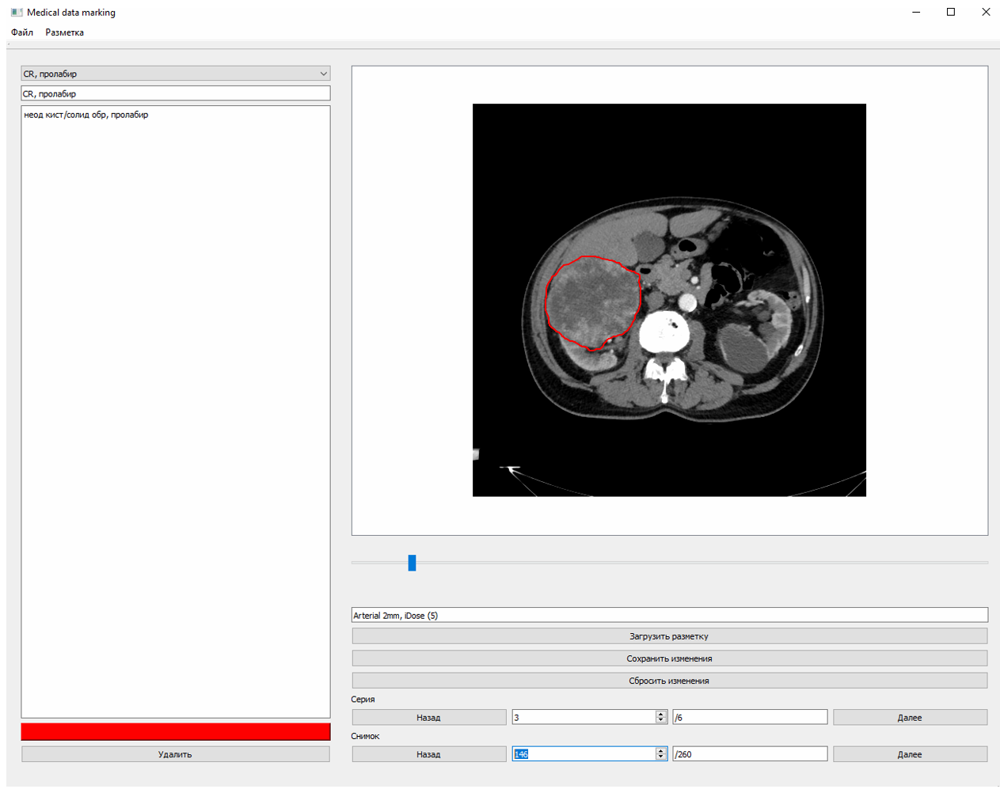 Medical data marking
Файл Разметка
CR, пролабир
CR, пролабир
неод кист/солид обр, пролабир
Удалить
Arterial 2mm, iDose (5)
Загрузить разметку
Сохранить изменения
Сбросить изменения
Серия
Назад 3 /6 Далее
Снимок
Назад 146 /260 Далее